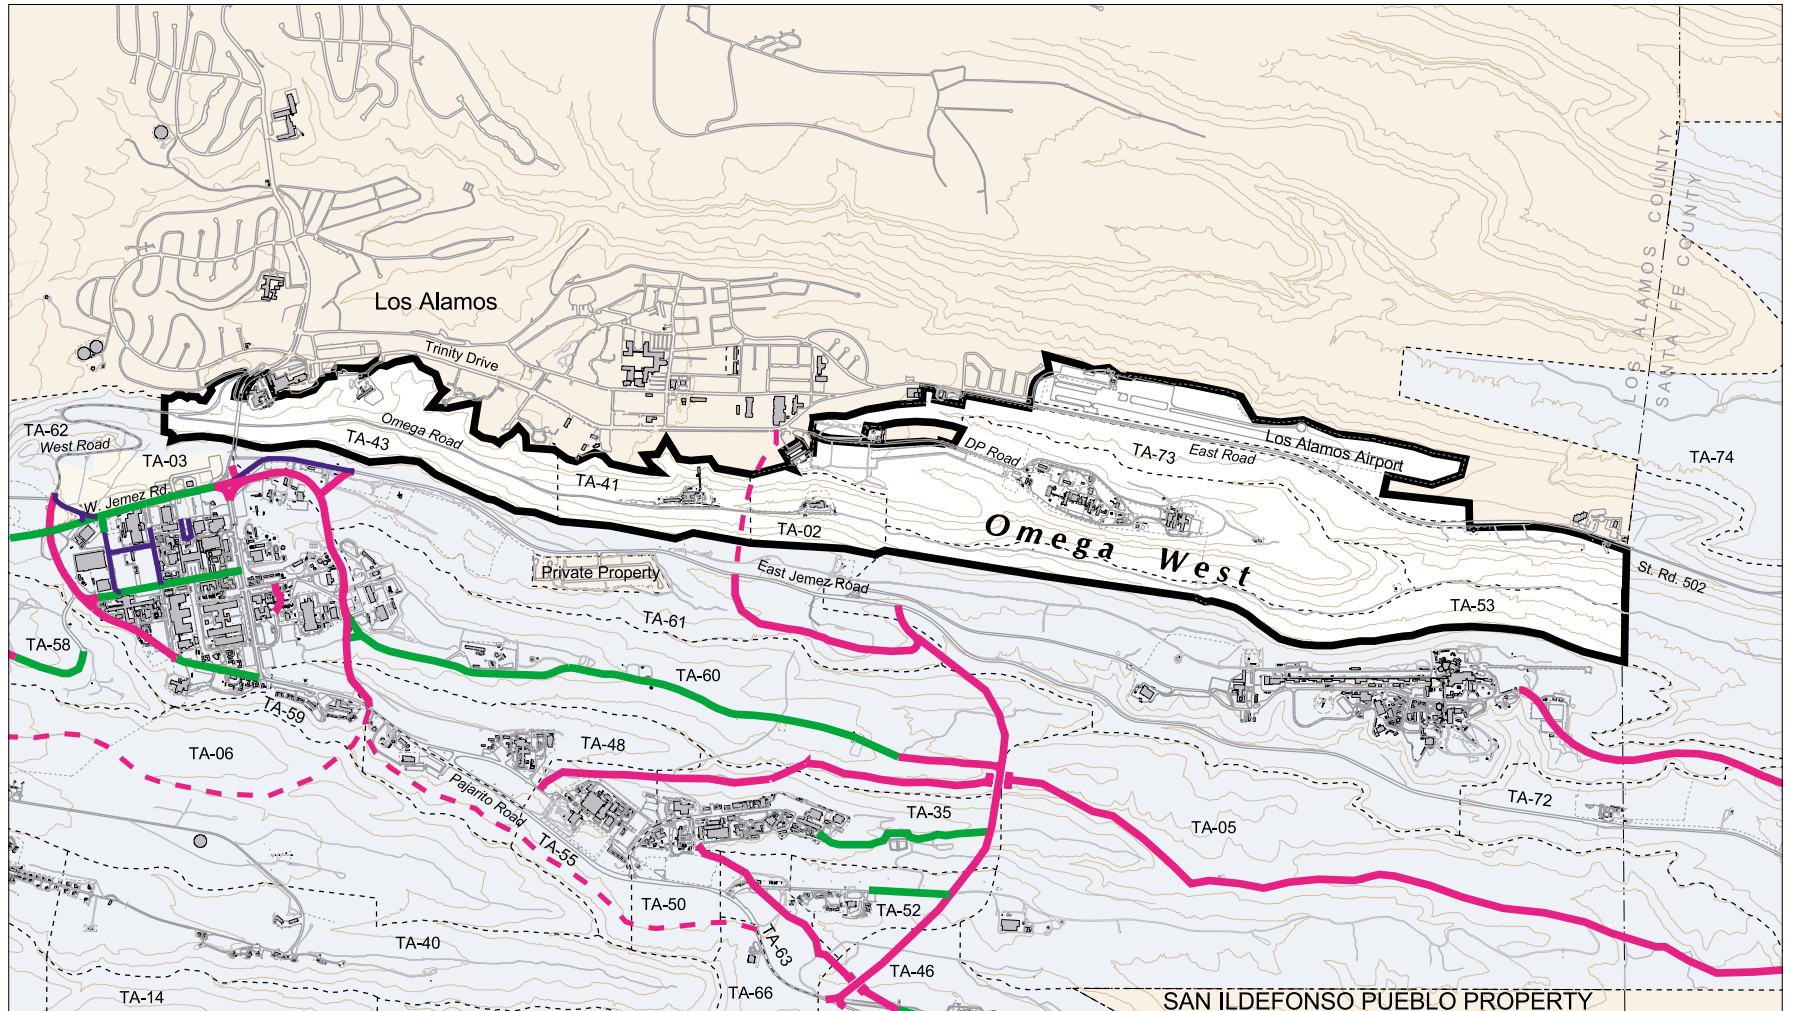 LOS ALAMOS COUNTY
SANTA FE COUNTY
Los Alamos
Trinity Drive
TA-62
West Road
TA-03
TA-43
Omega Road
TA-41
DP Road
TA-73
East Road
Los Alamos Airport
TA-74
W. Jemez Rd.
TA-02
Omega West
Private Property
East Jemez Road
St. Rd. 502
TA-53
TA-61
TA-58
TA-60
TA-59
TA-06
TA-48
Pajarito Road
TA-35
TA-72
TA-05
TA-55
TA-50
TA-52
TA-40
TA-63
TA-46
TA-14
TA-66
SAN ILDEFONSO PUEBLO PROPERTY